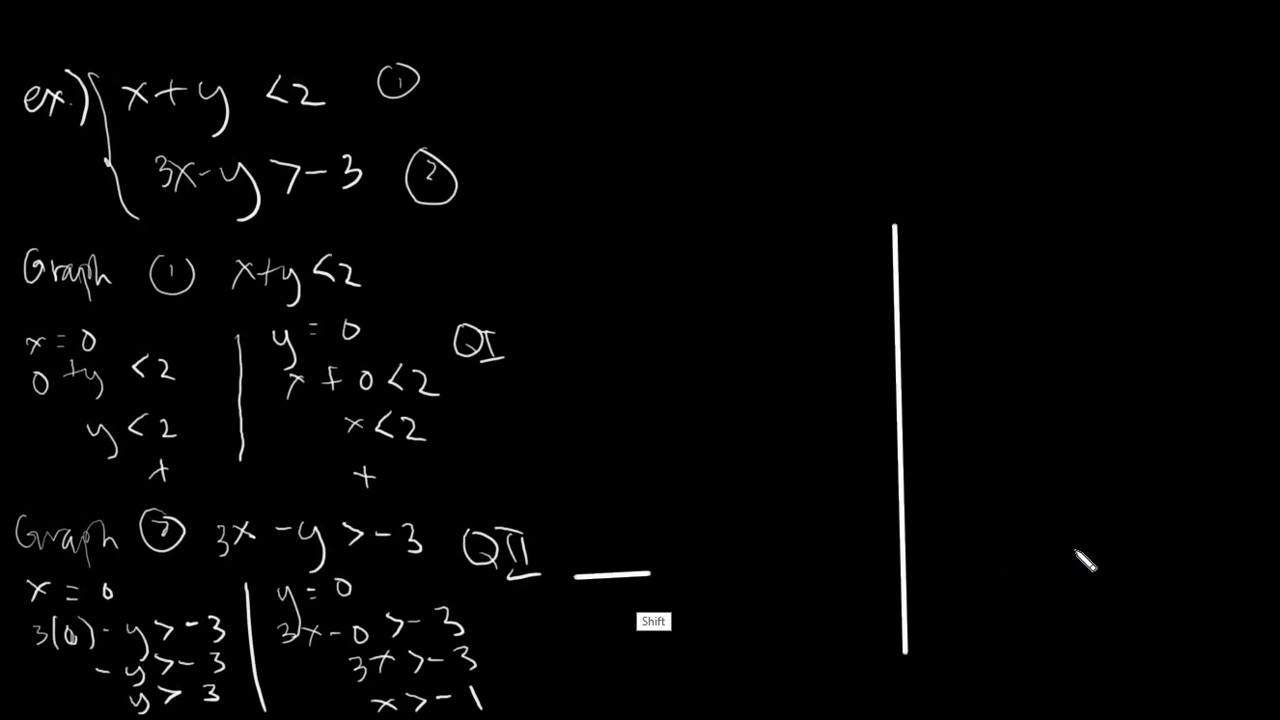 ex.) x+y <2 ①
3x-y >-3 ②
Graph ① x+y <2
x = 0
0 +y <2
y <2
+
y = 0
x + 0 <2
x <2
+
QI
Graph ② 3x -y >-3 QII
x = 0
3(0) - y >-3
- y >-3
y > 3
y = 0
3x - 0 >-3
3x >-3
x >-1
Shift